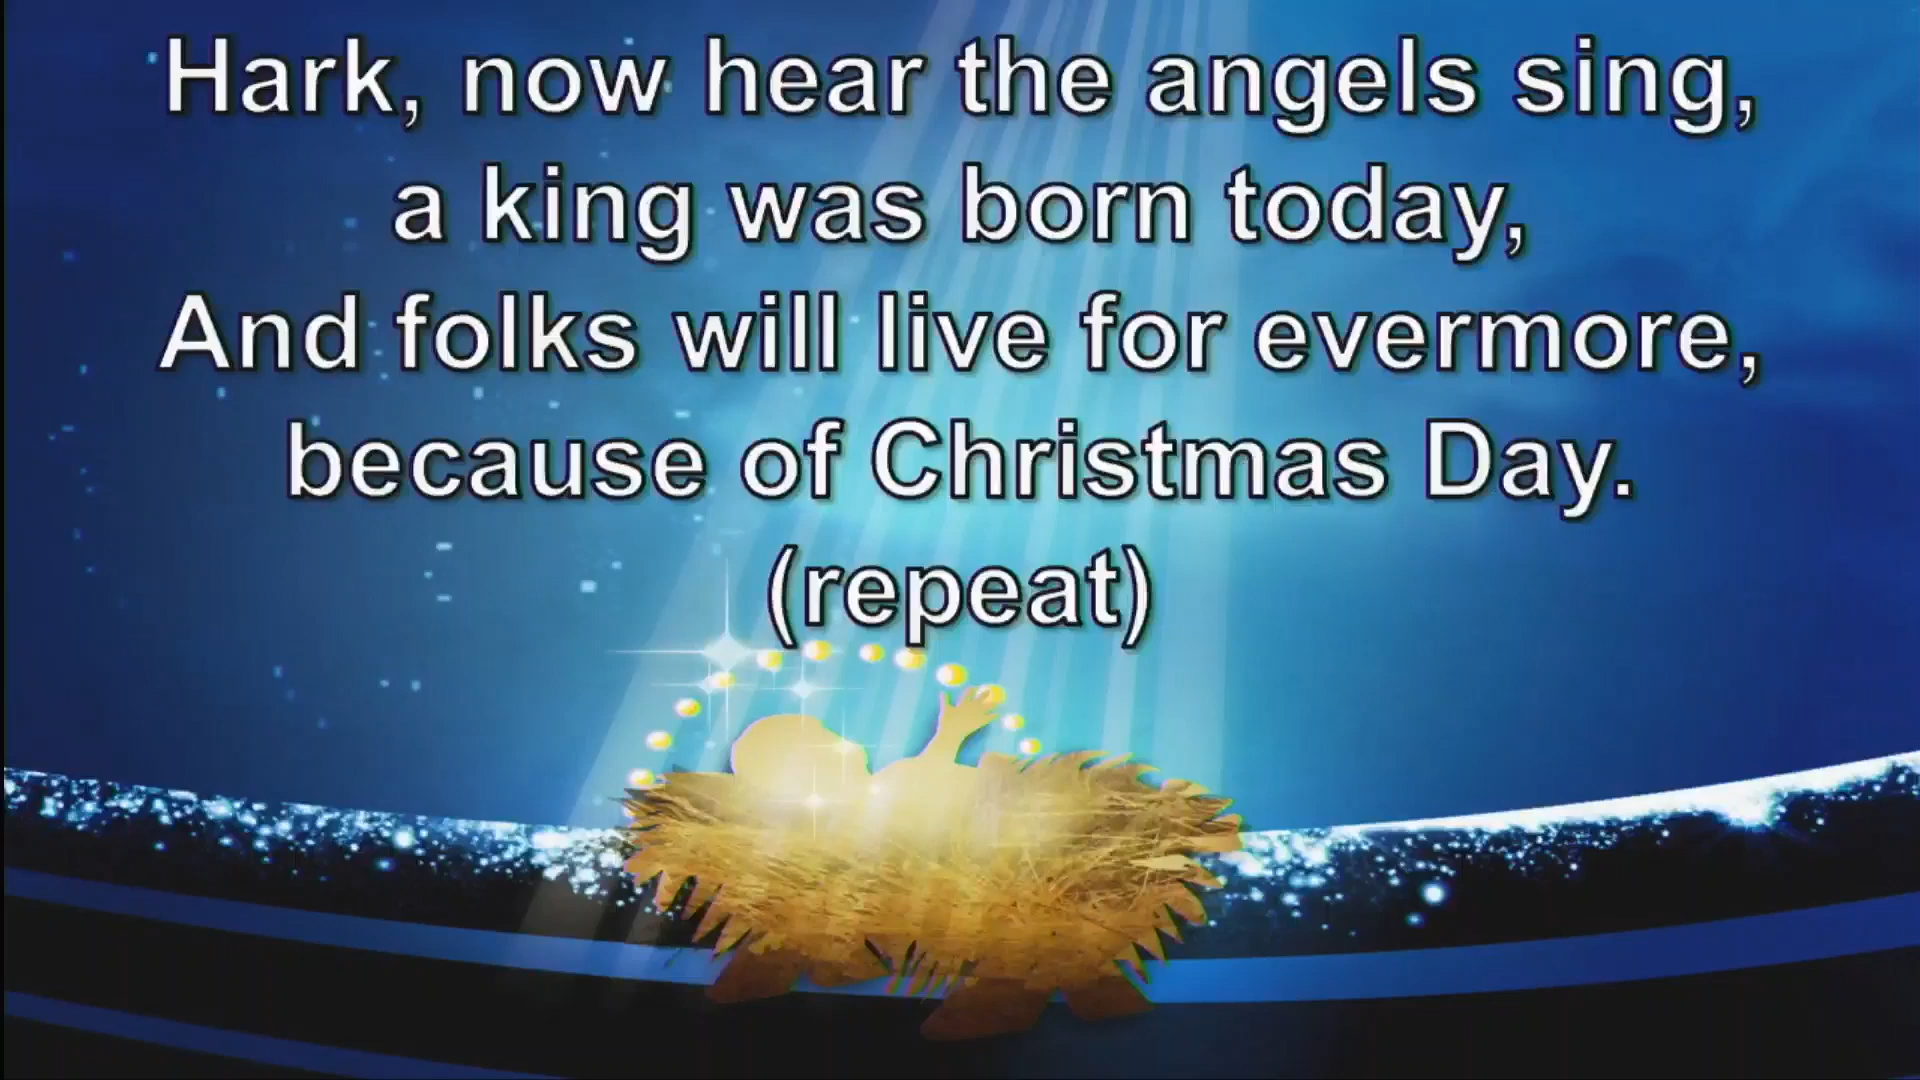 Hark, now hear the angels sing,
a king was born today,
And folks will live for evermore,
because of Christmas Day.
(repeat)